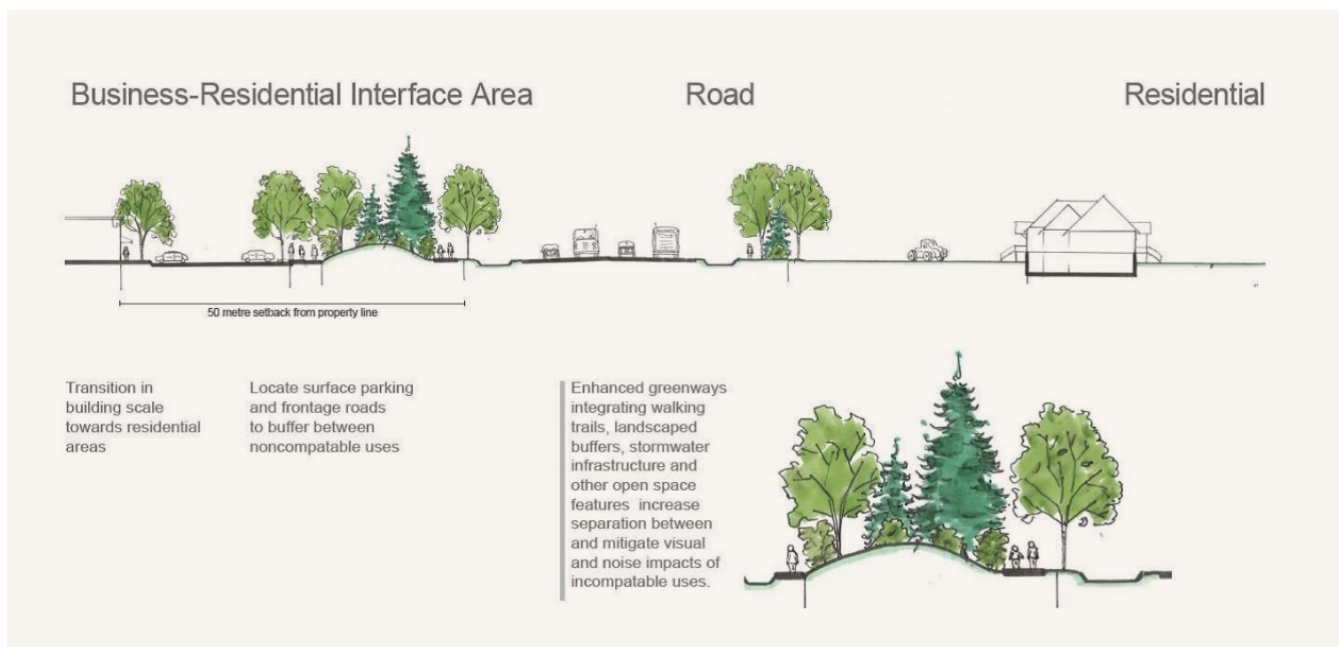 Business-Residential Interface Area
Road
Residential
50 metre setback from property line
Transition in
building scale
towards residential
areas
Locate surface parking
and frontage roads
to buffer between
noncompatable uses
Enhanced greenways
integrating walking
trails, landscaped
buffers, stormwater
infrastructure and
other open space
features increase
separation between
and mitigate visual
and noise impacts of
incompatable uses.